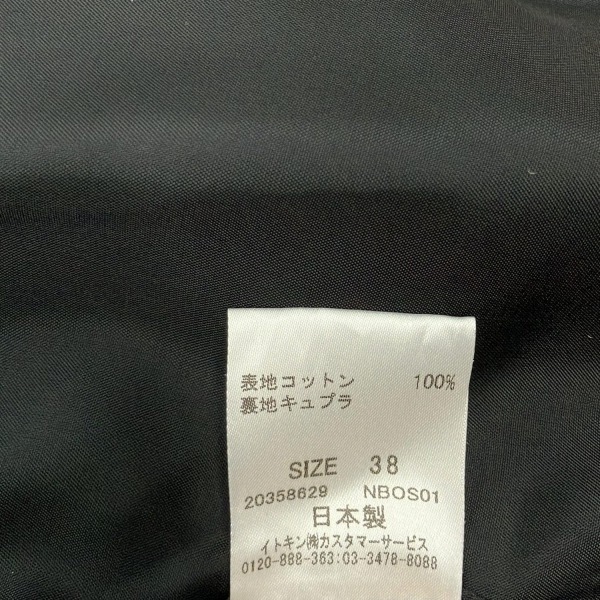 表地コットン 100%
裏地キュプラ
SIZE 38
20358629 NBOS01
日本製
イトキン㈱カスタマーサービス
0120-888-363:03-3478-8088